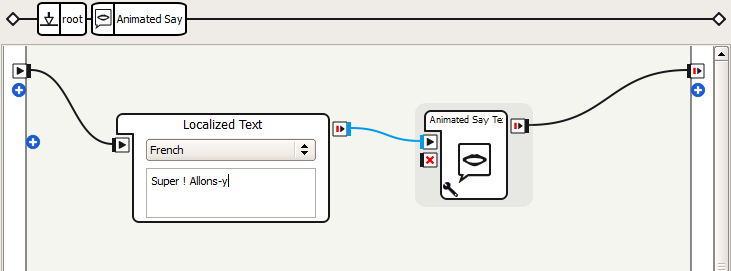 root
Animated Say
Localized Text
Animated Say Te
French
Super ! Allons-y